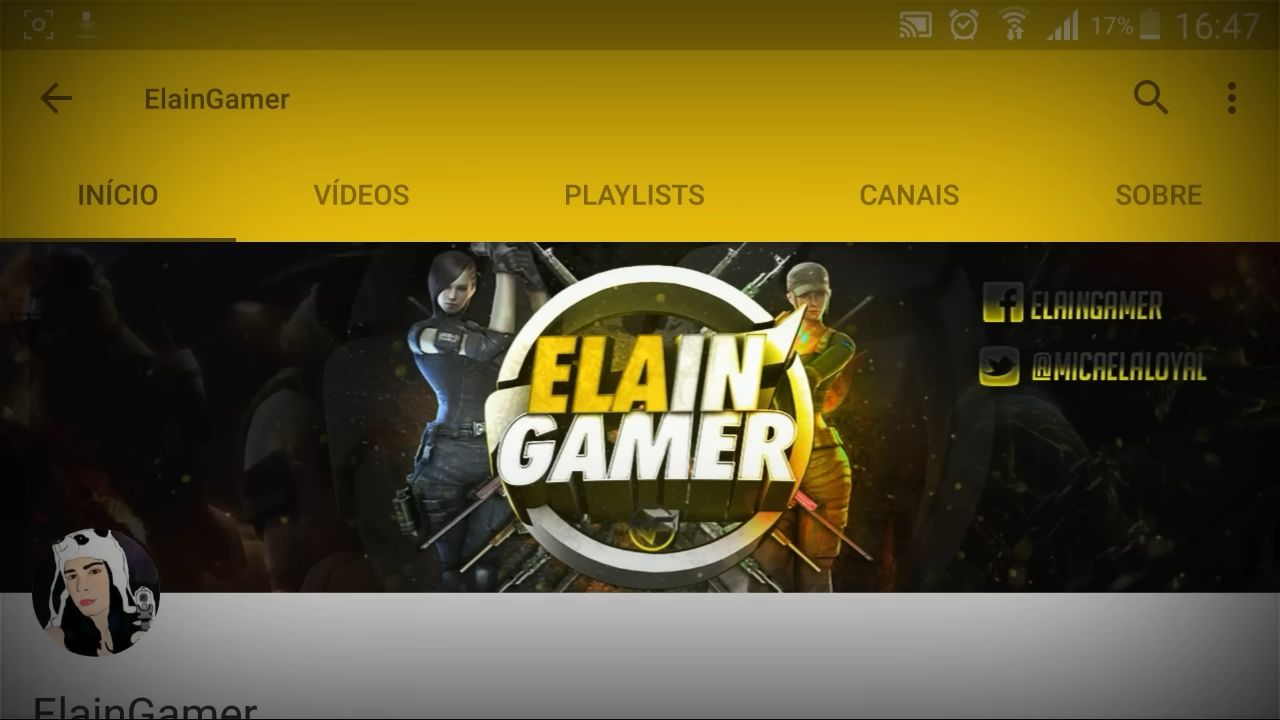 17% 16:47
ElainGamer
INÍCIO VÍDEOS PLAYLISTS CANAIS SOBRE
ELAINGAMER
@MICAELALOYAL
ELAIN
GAMER
ElainGamer